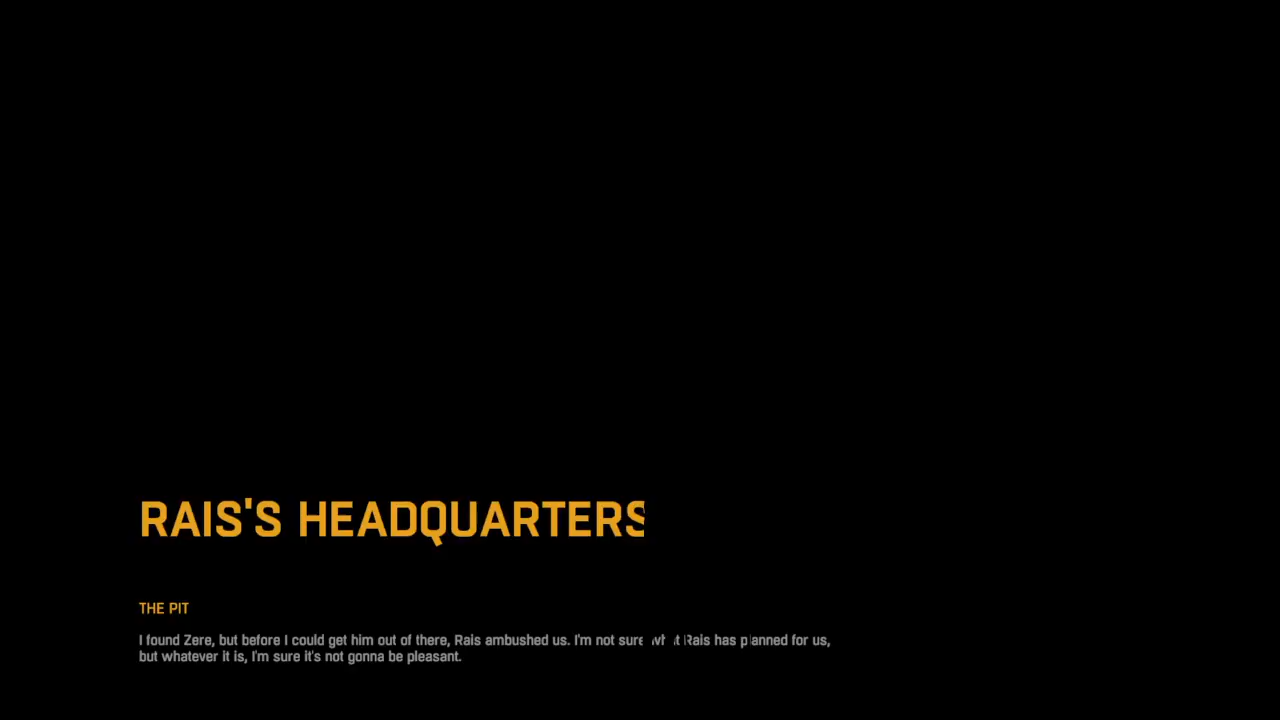 RAIS'S HEADQUARTERS
THE PIT
I found Zere, but before I could get him out of there, Rais ambushed us. I'm not sure what Rais has planned for us,
but whatever it is, I'm sure it's not gonna be pleasant.